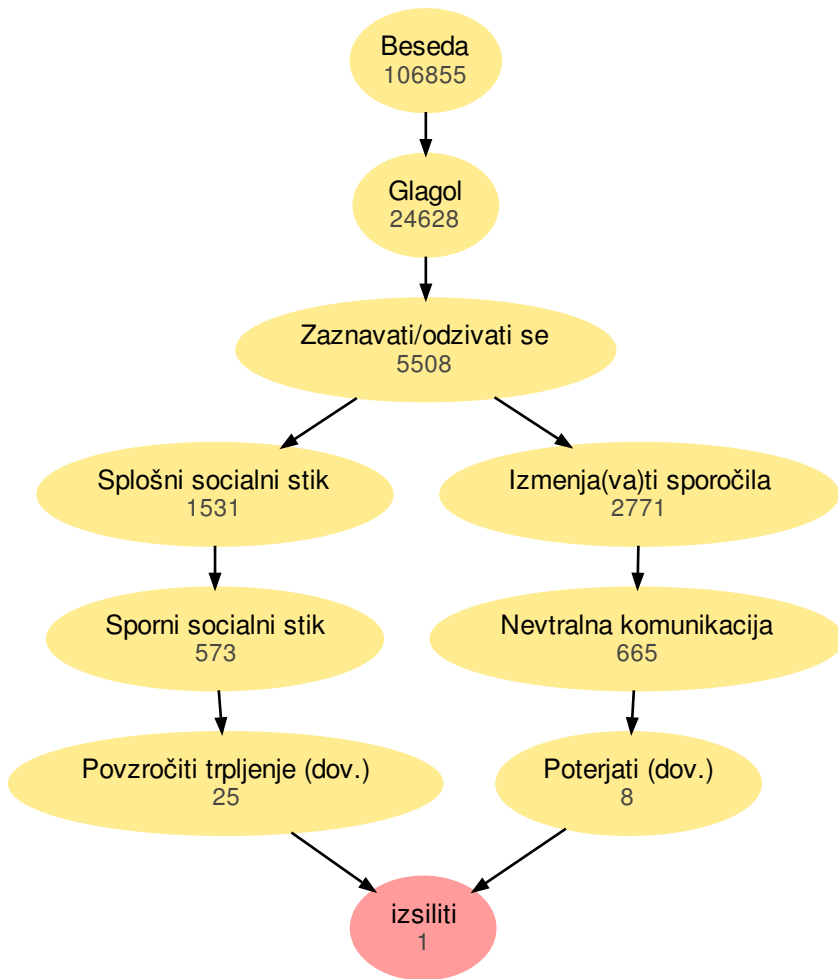 Beseda
106855
Glagol
24628
Zaznavati/odzivati se
5508
Splošni socialni stik
1531
Izmenja(va)ti sporočila
2771
Sporni socialni stik
573
Nevtralna komunikacija
665
Povzročiti trpljenje (dov.)
25
Poterjati (dov.)
8
izsiliti
1